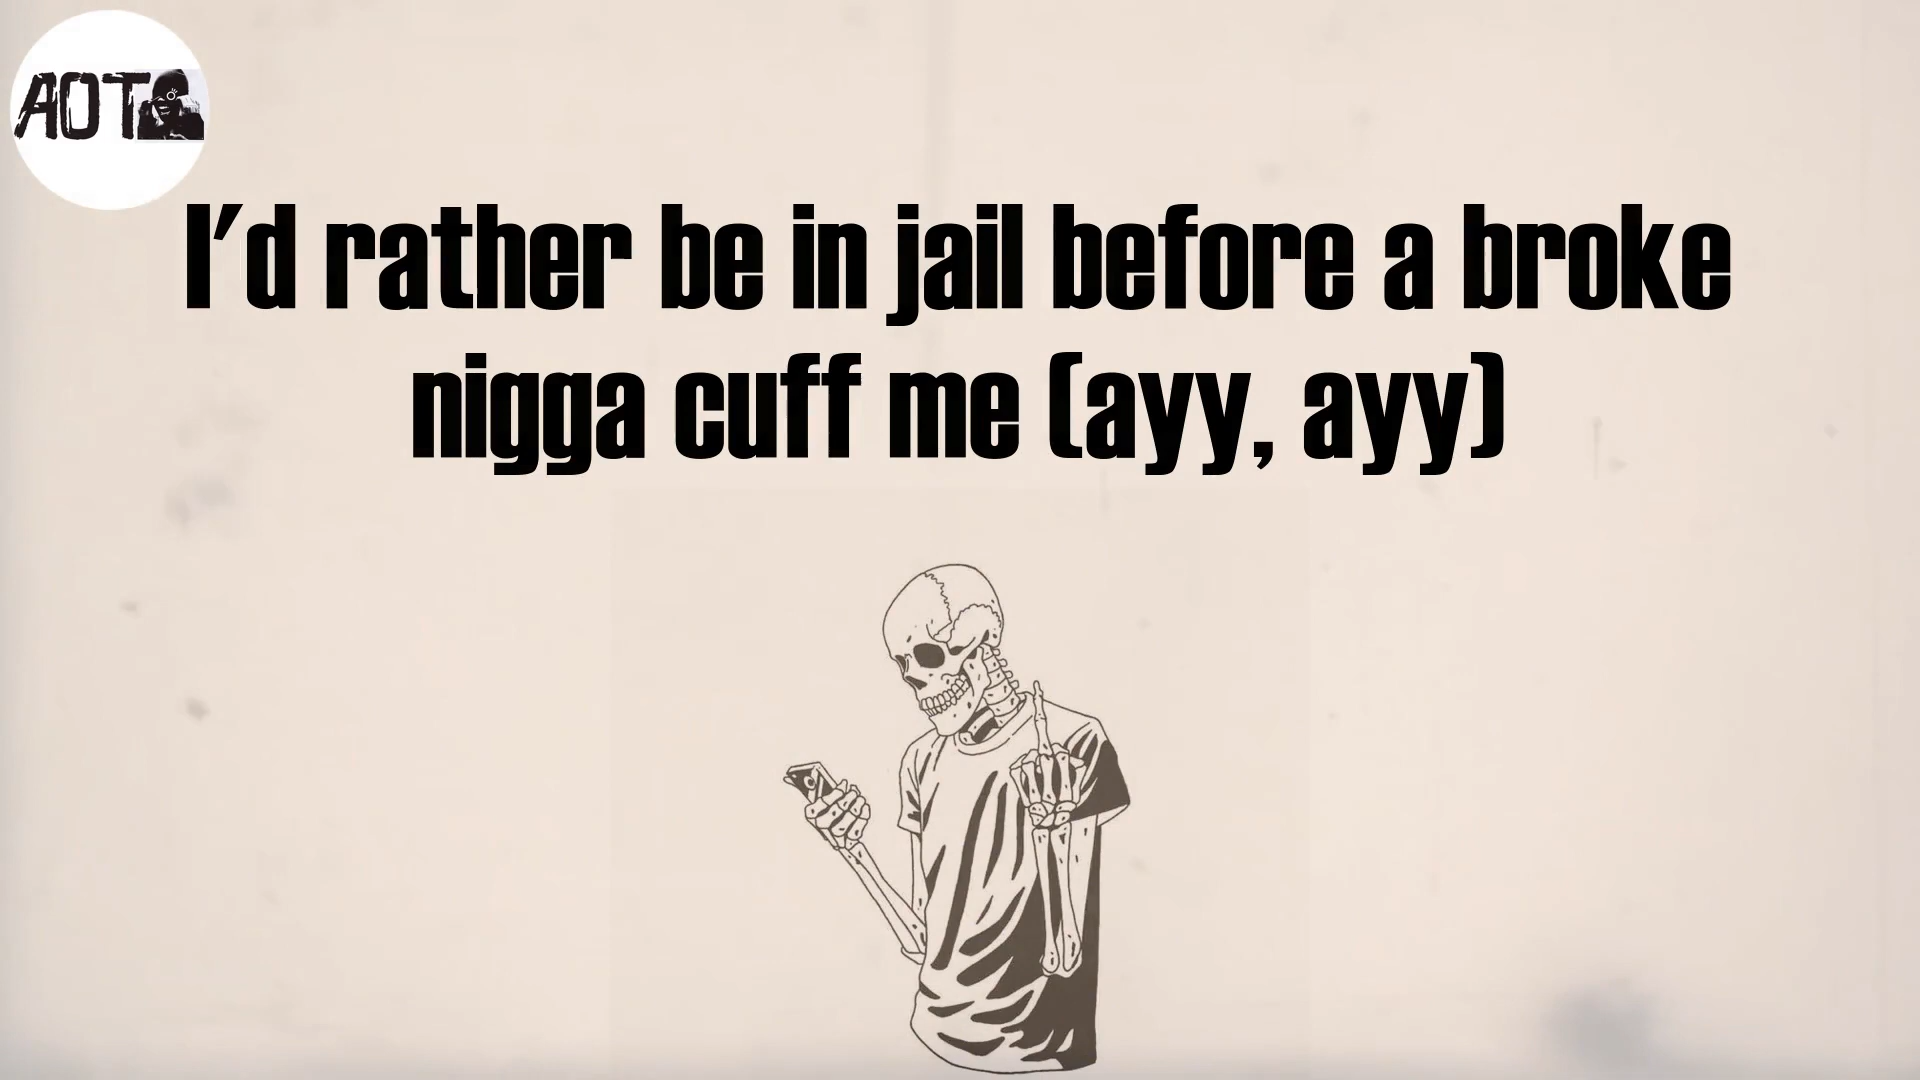 AOT
I'd rather be in jail before a broke
nigga cuff me (ayy, ayy)